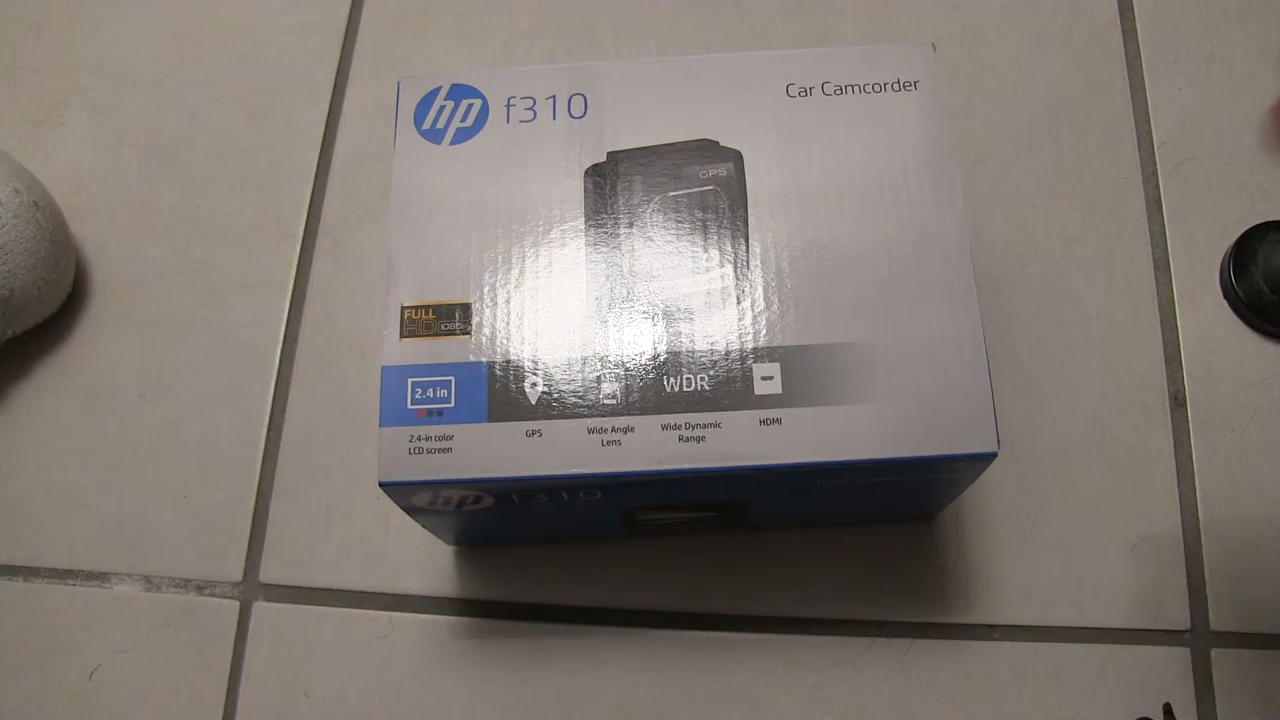 hp f310
Car Camcorder
GPS
FULL
HD 1080p
2.4 in
WDR
2.4-in color
LCD screen
GPS
Wide Angle
Lens
Wide Dynamic
Range
HDMI
hp f310